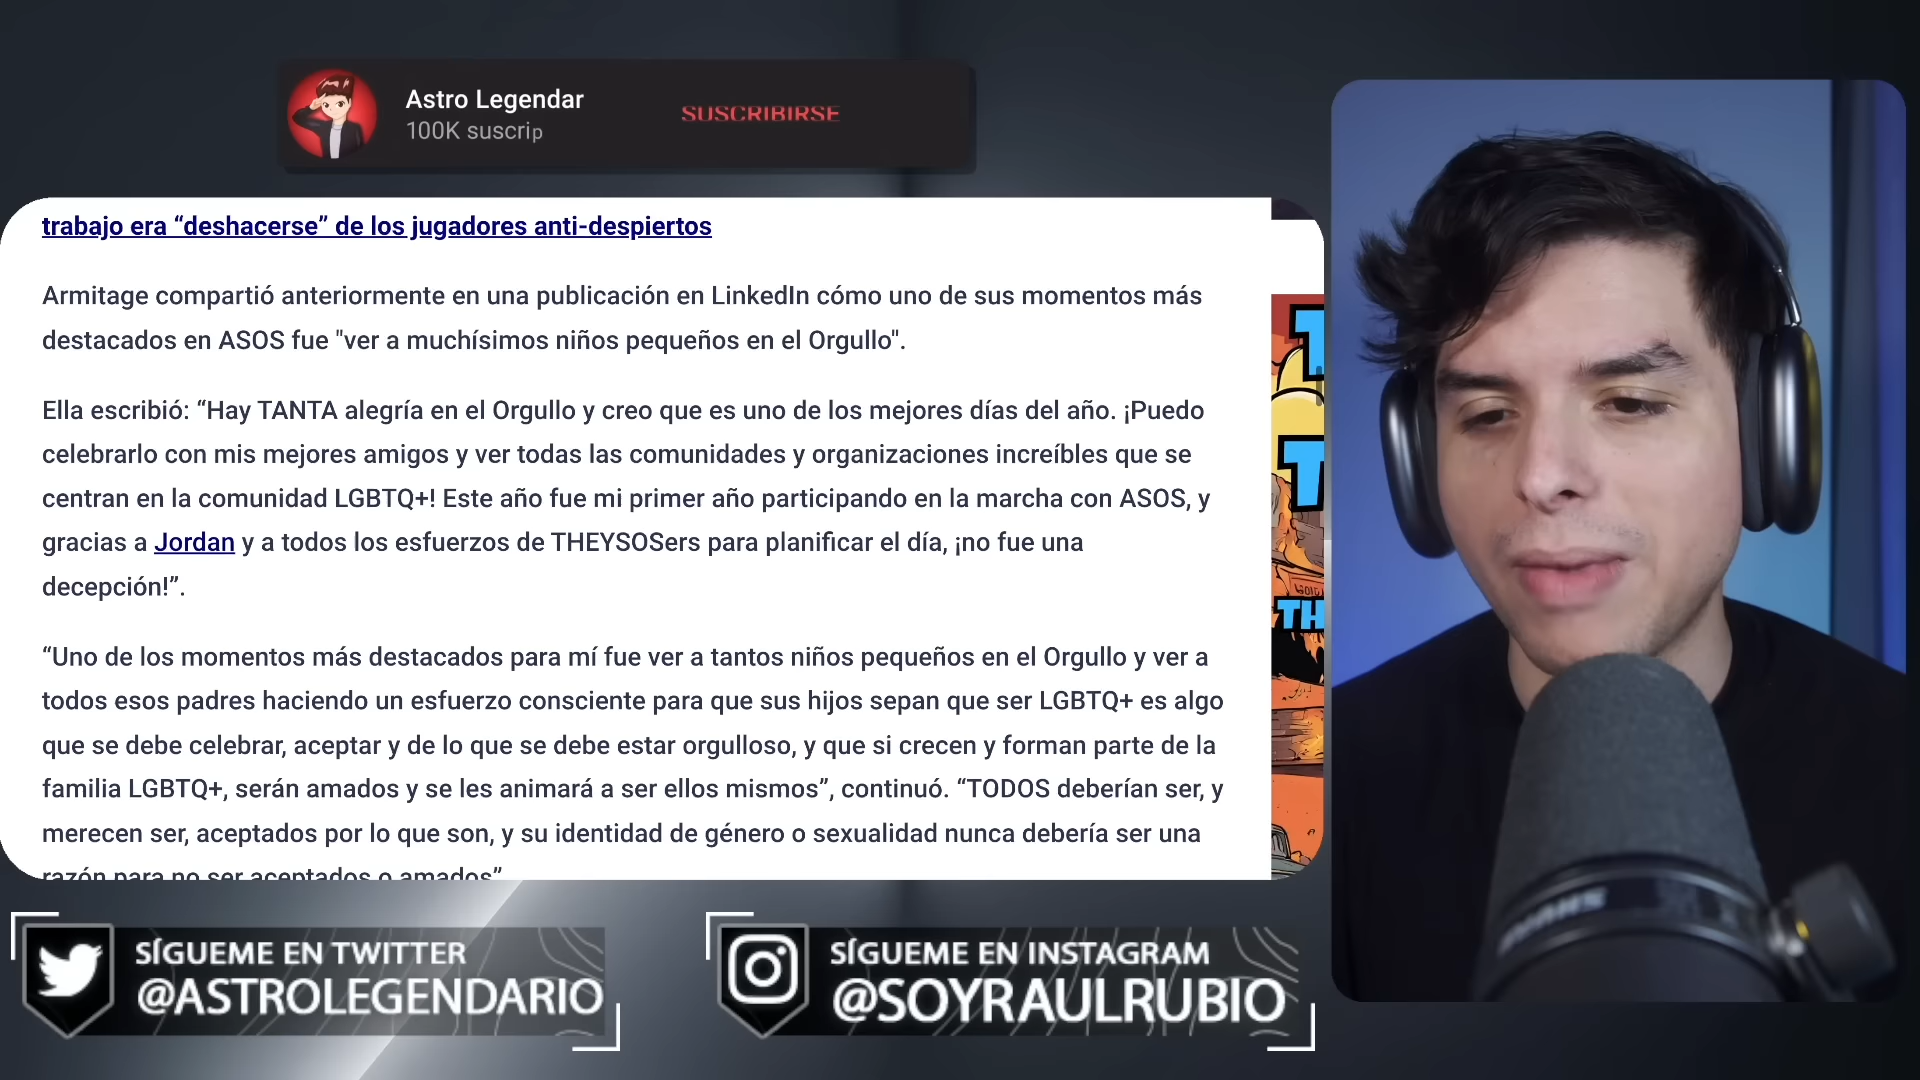 Astro Legendar
100K suscrip
SUSCRIBIRSE
trabajo era “deshacerse” de los jugadores anti-despiertos
Armitage compartió anteriormente en una publicación en LinkedIn cómo uno de sus momentos más
destacados en ASOS fue "ver a muchísimos niños pequeños en el Orgullo".
Ella escribió: “Hay TANTA alegría en el Orgullo y creo que es uno de los mejores días del año. ¡Puedo
celebrarlo con mis mejores amigos y ver todas las comunidades y organizaciones increíbles que se
centran en la comunidad LGBTQ+! Este año fue mi primer año participando en la marcha con ASOS, y
gracias a Jordan y a todos los esfuerzos de THEYSOSers para planificar el día, ¡no fue una
decepción!”.
“Uno de los momentos más destacados para mí fue ver a tantos niños pequeños en el Orgullo y ver a
todos esos padres haciendo un esfuerzo consciente para que sus hijos sepan que ser LGBTQ+ es algo
que se debe celebrar, aceptar y de lo que se debe estar orgulloso, y que si crecen y forman parte de la
familia LGBTQ+, serán amados y se les animará a ser ellos mismos”, continuó. “TODOS deberían ser, y
merecen ser, aceptados por lo que son, y su identidad de género o sexualidad nunca debería ser una
razón para no ser aceptados o amados”
T
T
TH
SÍGUEME EN TWITTER
@ASTROLEGENDARIO
SÍGUEME EN INSTAGRAM
@SOYRAULRUBIO